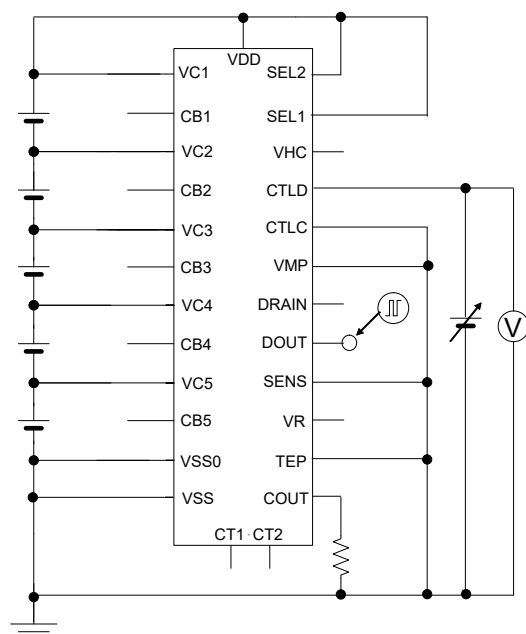 VDD
VC1
SEL2
CB1
SEL1
VC2
VHC
CB2
CTLD
VC3
CTLC
CB3
VMP
VC4
DRAIN
CB4
DOUT
V
VC5
SENS
CB5
VR
VSS0
TEP
VSS
COUT
CT1 CT2